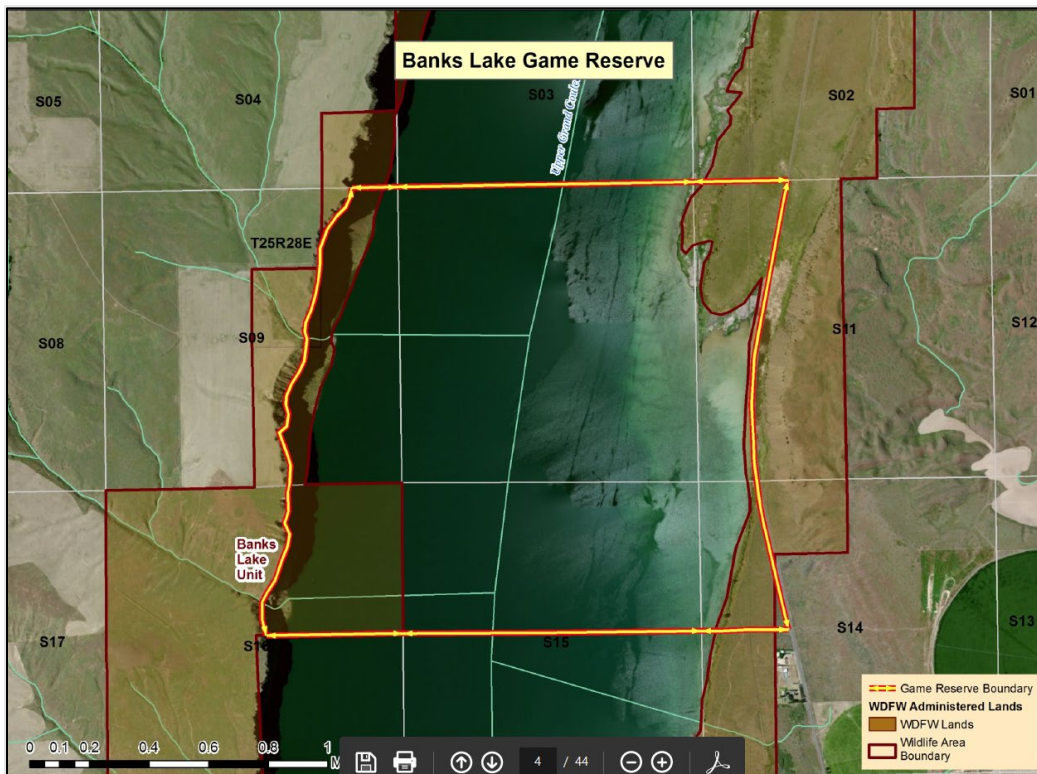 Banks Lake Game Reserve
S05
S04
S03
S02
S01
Upper Grand Coulee
T25R28E
S08
S09
S11
S12
Banks
Lake
Unit
S17
S15
S14
S13
Game Reserve Boundary
WDFW Administered Lands
WDFW Lands
Wildlife Area
Boundary
0 0.1 0.2 0.4 0.6 0.8 1
4 / 44